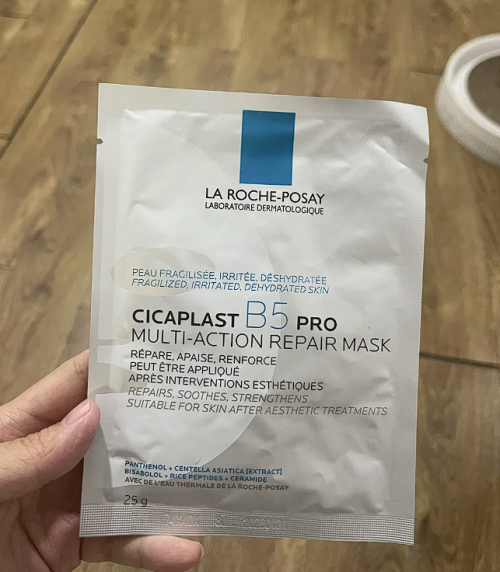 LA ROCHE-POSAY
LABORATOIRE DERMATOLOGIQUE
PEAU FRAGILISÉE, IRRITÉE, DÉSHYDRATÉE
FRAGILIZED, IRRITATED, DEHYDRATED SKIN
CICAPLAST B5 PRO
MULTI-ACTION REPAIR MASK
RÉPARE, APAISE, RENFORCE
PEUT ÊTRE APPLIQUÉ
APRÈS INTERVENTIONS ESTHÉTIQUES
REPAIRS, SOOTHES, STRENGTHENS
SUITABLE FOR SKIN AFTER AESTHETIC TREATMENTS
PANTHENOL + CENTELLA ASIATICA [EXTRACT]
BISABOLOL + RICE PEPTIDES + CERAMIDE
AVEC DE L'EAU THERMALE DE LA ROCHE-POSAY
25 g